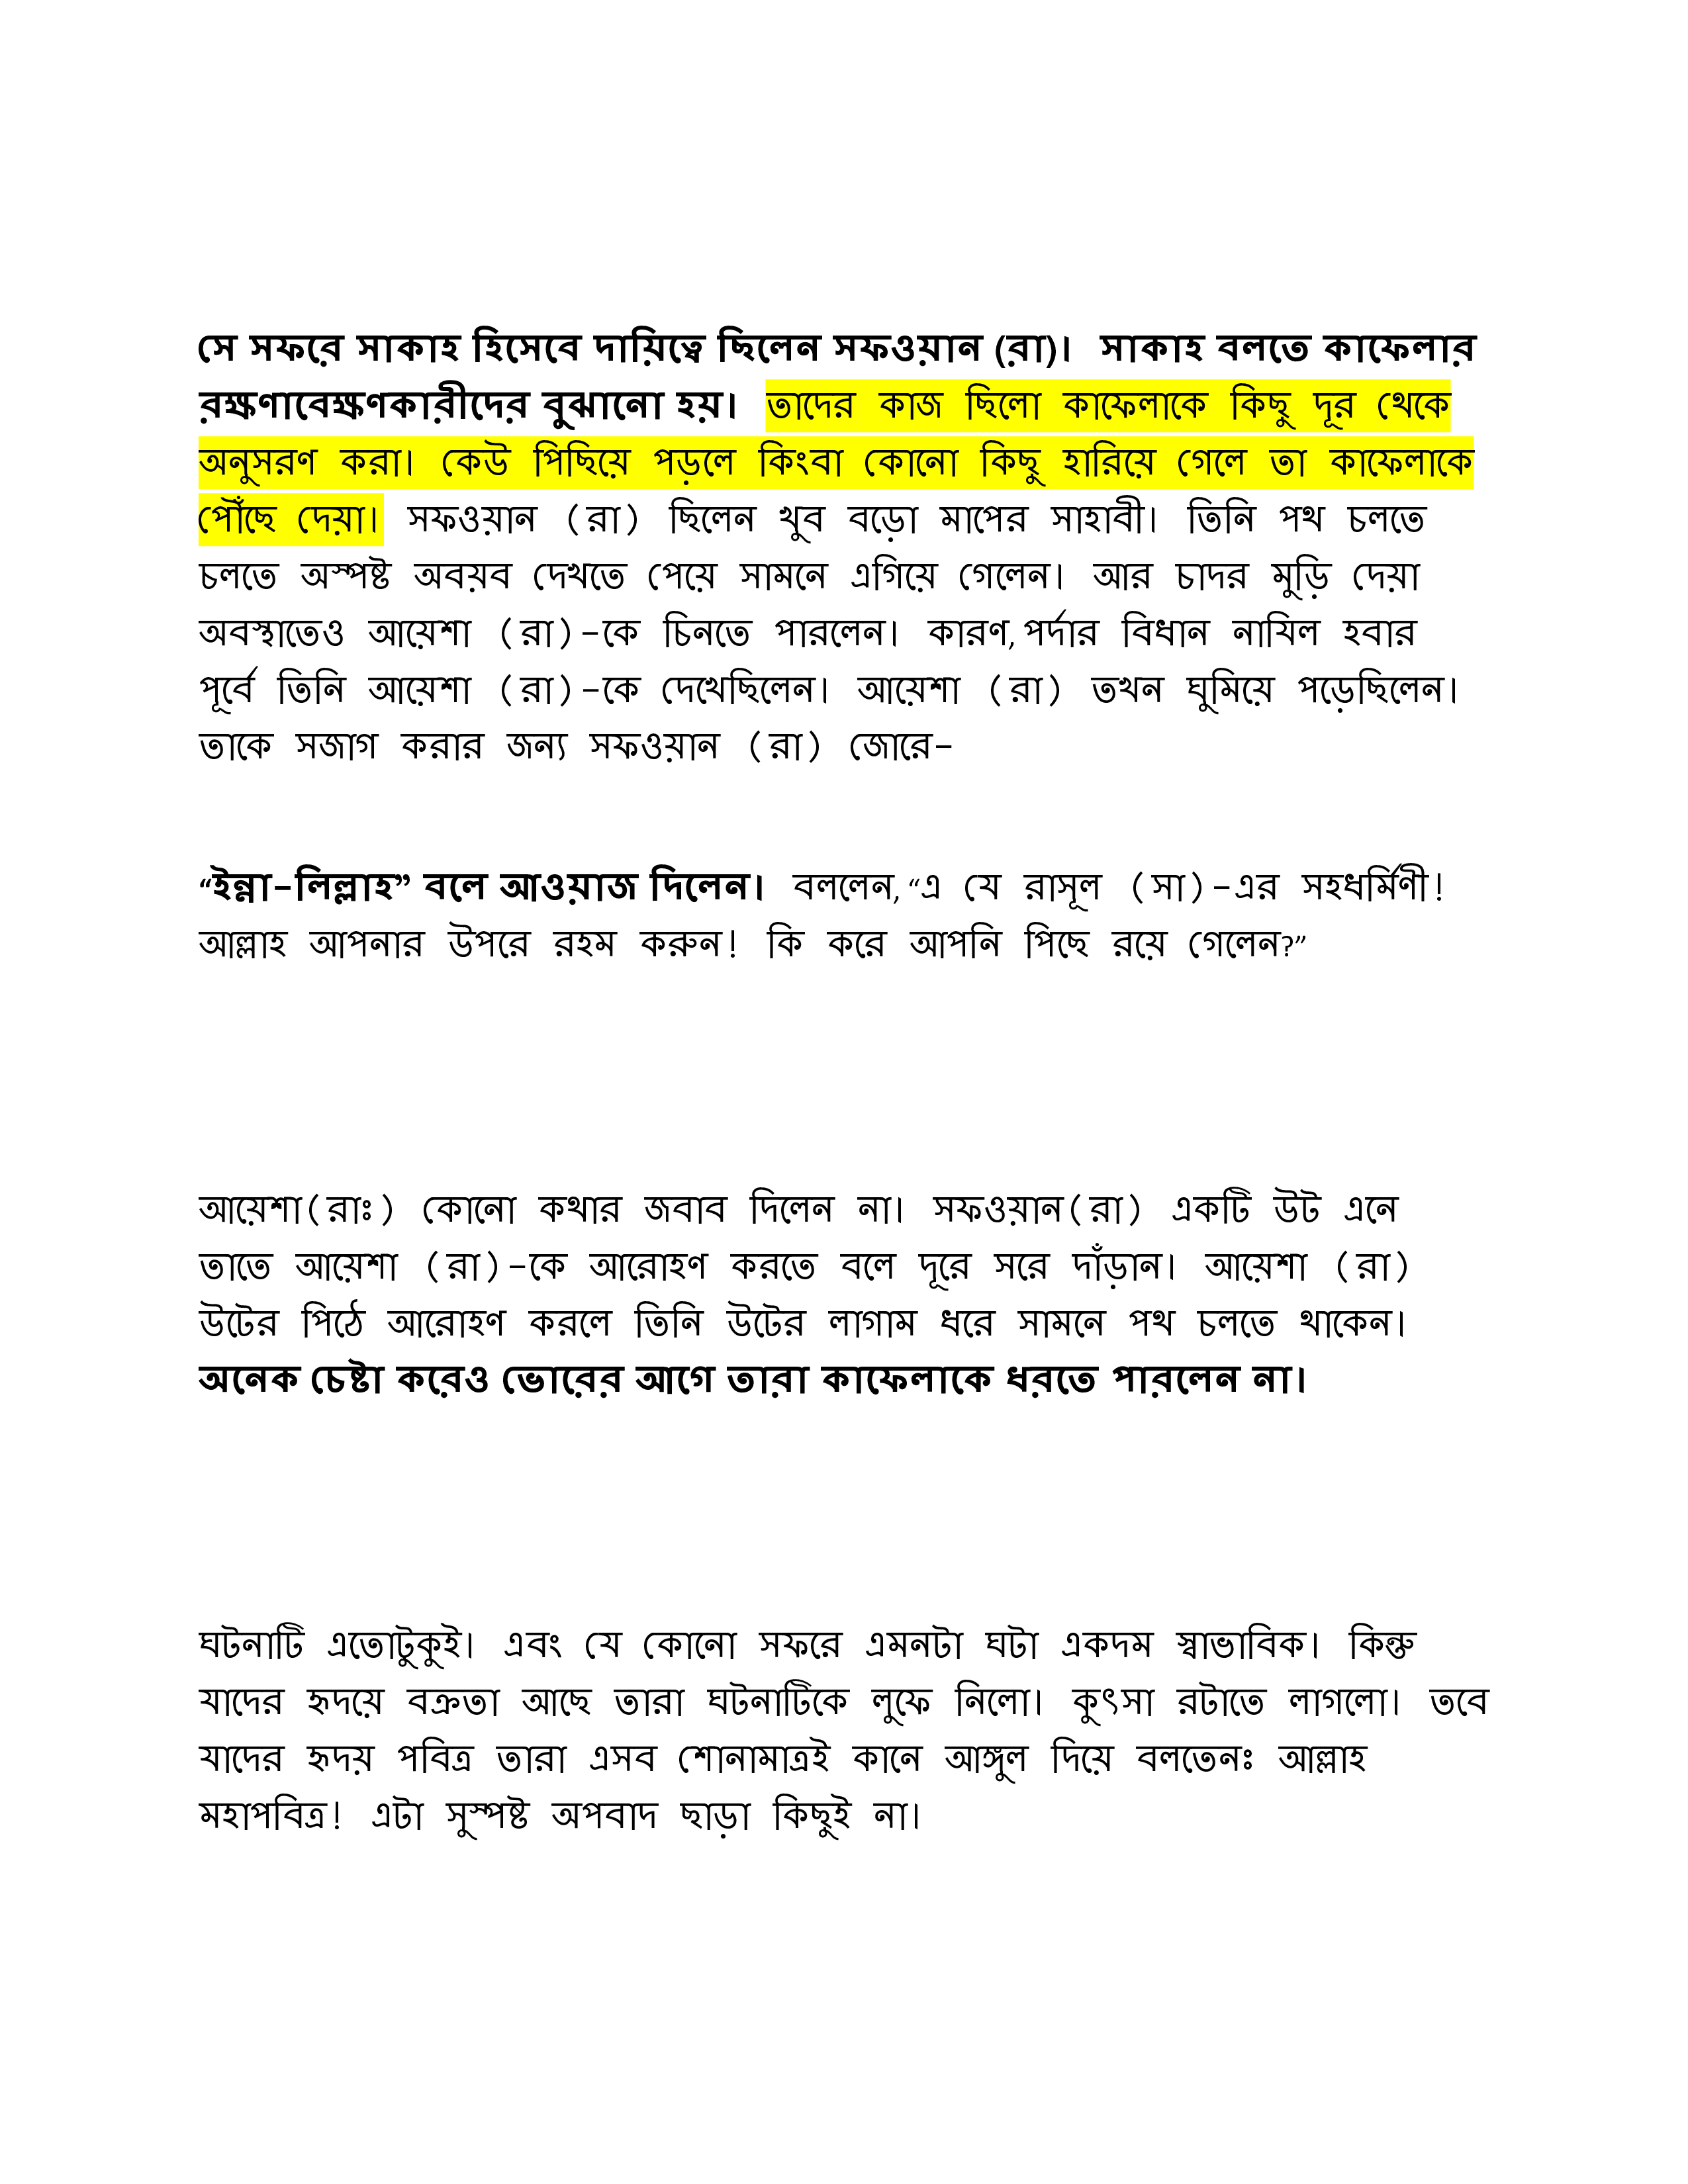 সে সফরে সাকাহ হিসেবে দায়িত্বে ছিলেন সফওয়ান (রা)। সাকাহ বলতে কাফেলার
রক্ষণাবেক্ষণকারীদের বুঝানো হয়। তাদের কাজ ছিলো কাফেলাকে কিছু দূর থেকে
অনুসরণ করা। কেউ পিছিয়ে পড়লে কিংবা কোনো কিছু হারিয়ে গেলে তা কাফেলাকে
পৌঁছে দেয়া। সফওয়ান (রা) ছিলেন খুব বড়ো মাপের সাহাবী। তিনি পথ চলতে
চলতে অস্পষ্ট অবয়ব দেখতে পেয়ে সামনে এগিয়ে গেলেন। আর চাদর মুড়ি দেয়া
অবস্থাতেও আয়েশা (রা)-কে চিনতে পারলেন। কারণ, পর্দার বিধান নাযিল হবার
পূর্বে তিনি আয়েশা (রা)-কে দেখেছিলেন। আয়েশা (রা) তখন ঘুমিয়ে পড়েছিলেন।
তাকে সজাগ করার জন্য সফওয়ান (রা) জোরে-
“ইন্না-লিল্লাহ” বলে আওয়াজ দিলেন। বললেন, “এ যে রাসূল (সা)-এর সহধর্মিণী!
আল্লাহ আপনার উপরে রহম করুন! কি করে আপনি পিছে রয়ে গেলেন?”
আয়েশা(রাঃ) কোনো কথার জবাব দিলেন না। সফওয়ান(রা) একটি উট এনে
তাতে আয়েশা (রা)-কে আরোহণ করতে বলে দূরে সরে দাঁড়ান। আয়েশা (রা)
উটের পিঠে আরোহণ করলে তিনি উটের লাগাম ধরে সামনে পথ চলতে থাকেন।
অনেক চেষ্টা করেও ভোরের আগে তারা কাফেলাকে ধরতে পারলেন না।
ঘটনাটি এতোটুকুই। এবং যে কোনো সফরে এমনটা ঘটা একদম স্বাভাবিক। কিন্তু
যাদের হৃদয়ে বক্রতা আছে তারা ঘটনাটিকে লুফে নিলো। কুৎসা রটাতে লাগলো। তবে
যাদের হৃদয় পবিত্র তারা এসব শোনামাত্রই কানে আঙ্গুল দিয়ে বলতেনঃ আল্লাহ
মহাপবিত্র! এটা সুস্পষ্ট অপবাদ ছাড়া কিছুই না।